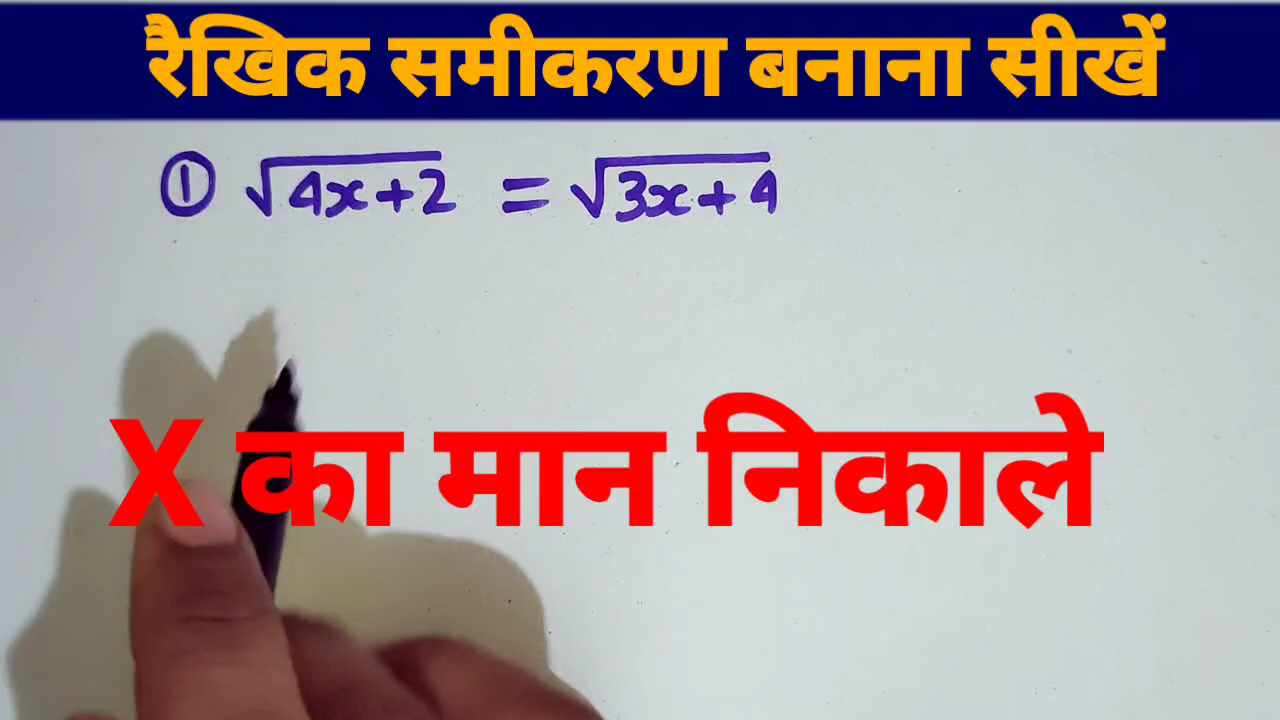 रैखिक समीकरण बनाना सीखें
① √4x+2 = √3x+4
X का मान निकाले